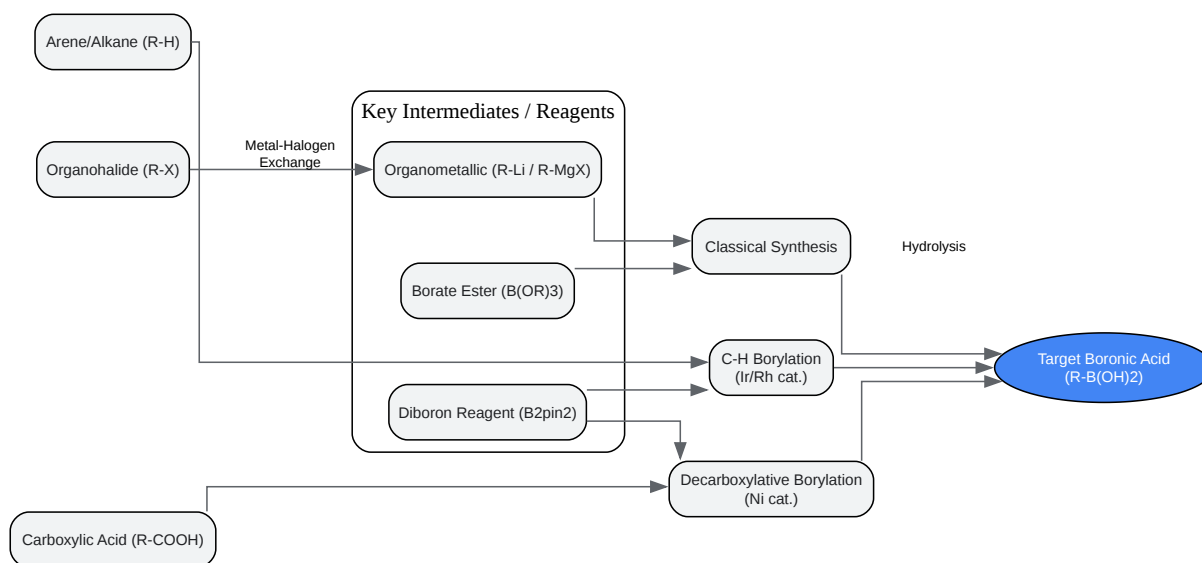 Arene/Alkane (R-H)
Key Intermediates / Reagents
Metal-Halogen
Exchange
Organohalide (R-X)
Organometallic (R-Li / R-MgX)
Classical Synthesis
Hydrolysis
Borate Ester (B(OR)3)
C-H Borylation
(Ir/Rh cat.)
Target Boronic Acid
(R-B(OH)2)
Diboron Reagent (B2pin2)
Decarboxylative Borylation
(Ni cat.)
Carboxylic Acid (R-COOH)